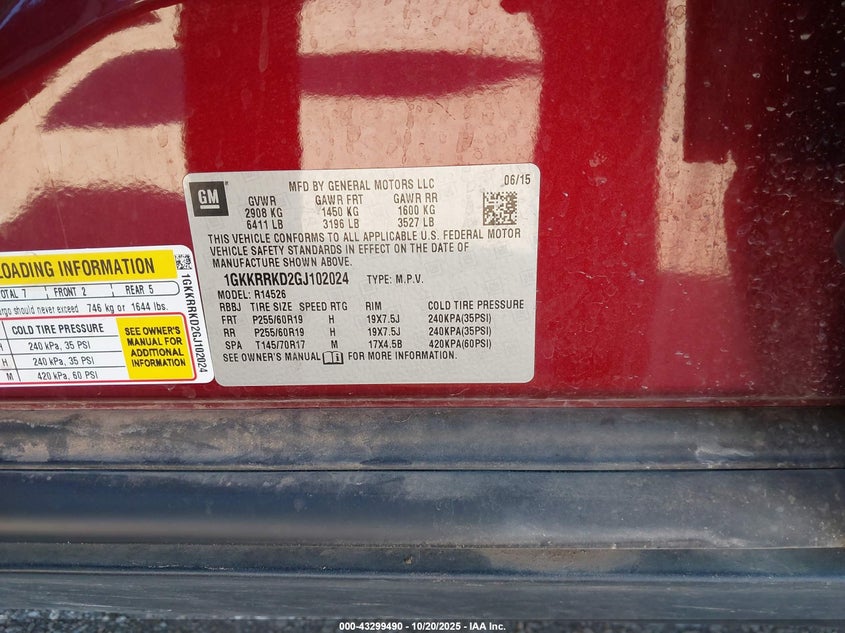 GM
MFD BY GENERAL MOTORS LLC 06/15
GVWR GAWR FRT GAWR RR
2908 KG 1450 KG 1600 KG
6411 LB 3196 LB 3527 LB
THIS VEHICLE CONFORMS TO ALL APPLICABLE U.S. FEDERAL MOTOR
VEHICLE SAFETY STANDARDS IN EFFECT ON THE DATE OF
MANUFACTURE SHOWN ABOVE.
1GKKRRKD2GJ102024 TYPE: M.P.V.
MODEL: R14526
RBBJ TIRE SIZE SPEED RTG RIM COLD TIRE PRESSURE
FRT P255/60R19 H 19X7.5J 240KPA(35PSI)
RR P255/60R19 H 19X7.5J 240KPA(35PSI)
SPA T145/70R17 M 17X4.5B 420KPA(60PSI)
SEE OWNER'S MANUAL FOR MORE INFORMATION.
LOADING INFORMATION
TOTAL 7 FRONT 2 REAR 5
should never exceed 746 kg or 1644 lbs.
COLD TIRE PRESSURE
H 240 kPa, 35 PSI
H 240 kPa, 35 PSI
M 420 kPa, 60 PSI
SEE OWNER'S
MANUAL FOR
ADDITIONAL
INFORMATION
1GKKRRKD2GJ102024
000-43299490 - 10/20/2025 - IAA Inc.